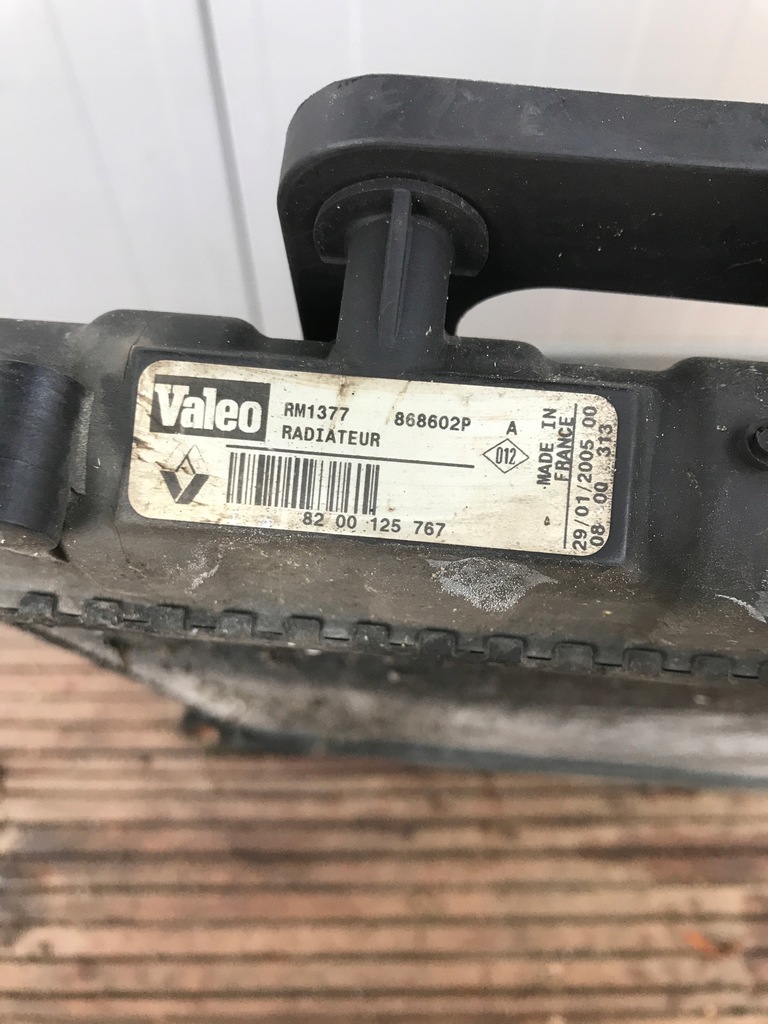 Valeo
RM1377 868602P A
RADIATEUR
012
82 00 125 767
MADE IN
FRANCE
29/01/2005 00
08 00 313